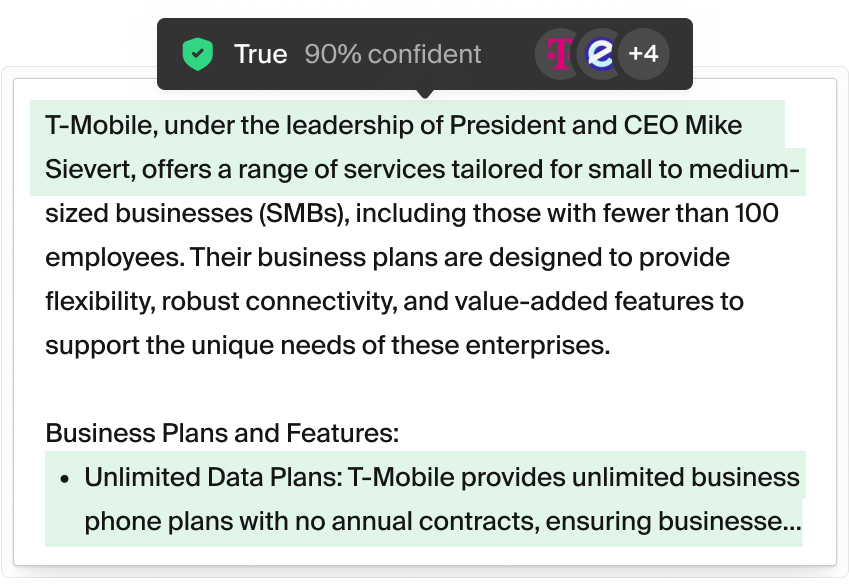 True 90% confident +4
T-Mobile, under the leadership of President and CEO Mike
Sievert, offers a range of services tailored for small to medium-
sized businesses (SMBs), including those with fewer than 100
employees. Their business plans are designed to provide
flexibility, robust connectivity, and value-added features to
support the unique needs of these enterprises.
Business Plans and Features:
• Unlimited Data Plans: T-Mobile provides unlimited business
phone plans with no annual contracts, ensuring businesse...